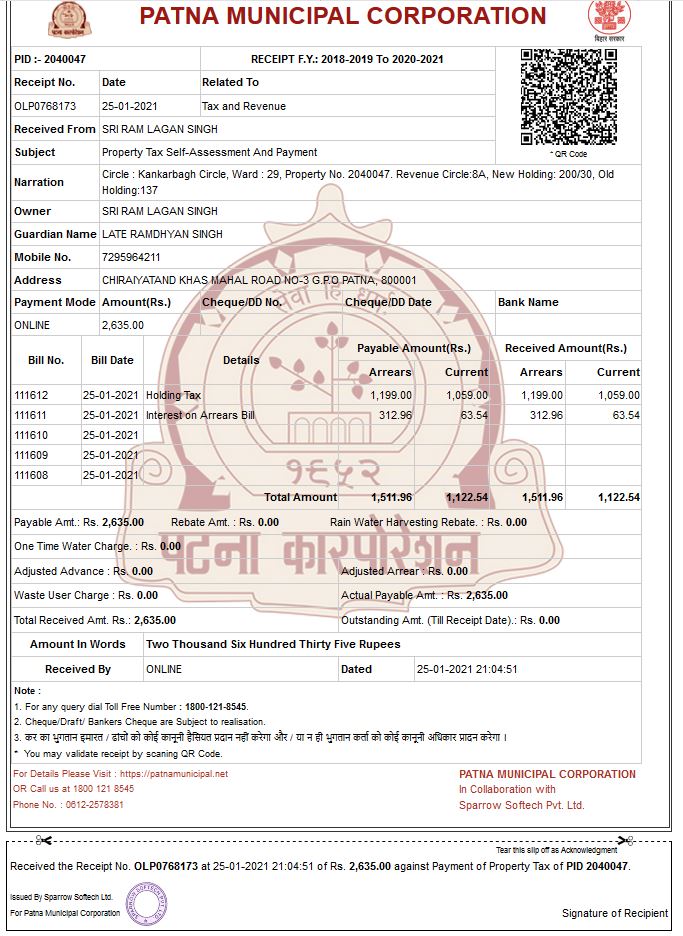 PATNA MUNICIPAL CORPORATION
पटना कारपोरेशन
बिहार सरकार
PID :- 2040047 RECEIPT F.Y.: 2018-2019 To 2020-2021
Receipt No. Date Related To
OLP0768173 25-01-2021 Tax and Revenue
* QR Code
Received From SRI RAM LAGAN SINGH
Subject Property Tax Self-Assessment And Payment
Narration Circle : Kankarbagh Circle, Ward : 29, Property No. 2040047. Revenue Circle:8A, New Holding: 200/30, Old
Holding:137
Owner SRI RAM LAGAN SINGH
Guardian Name LATE RAMDHYAN SINGH
Mobile No. 7295964211
Address CHIRAIYATAND KHAS MAHAL ROAD NO-3 G.P.O PATNA, 800001
सेवा हि धर्मः
Payment Mode Amount(Rs.) Cheque/DD No. Cheque/DD Date Bank Name
ONLINE 2,635.00
Bill No. Bill Date Details Payable Amount(Rs.) Received Amount(Rs.)
Arrears Current Arrears Current
111612 25-01-2021 Holding Tax 1,199.00 1,059.00 1,199.00 1,059.00
111611 25-01-2021 Interest on Arrears Bill 312.96 63.54 312.96 63.54
111610 25-01-2021
111609 25-01-2021
111608 25-01-2021
१९५२
Total Amount 1,511.96 1,122.54 1,511.96 1,122.54
Payable Amt.: Rs. 2,635.00 Rebate Amt. : Rs. 0.00 Rain Water Harvesting Rebate. : Rs. 0.00
One Time Water Charge. : Rs. 0.00
पटना कारपोरेशन
Adjusted Advance : Rs. 0.00 Adjusted Arrear : Rs. 0.00
Waste User Charge : Rs. 0.00 Actual Payable Amt. : Rs. 2,635.00
Total Received Amt. Rs.: 2,635.00 Outstanding Amt. (Till Receipt Date).: Rs. 0.00
Amount In Words Two Thousand Six Hundred Thirty Five Rupees
Received By ONLINE Dated 25-01-2021 21:04:51
Note :
1. For any query dial Toll Free Number : 1800-121-8545.
2. Cheque/Draft/ Bankers Cheque are Subject to realisation.
3. कर का भुगतान इमारत / ढांचों को कोई कानूनी हैसियत प्रदान नहीं करेगा और / या न ही भुगतान कर्ता को कोई कानूनी अधिकार प्रादन करेगा ।
* You may validate receipt by scaning QR Code.
For Details Please Visit : https://patnamunicipal.net
OR Call us at 1800 121 8545
Phone No. : 0612-2578381
PATNA MUNICIPAL CORPORATION
In Collaboration with
Sparrow Softech Pvt. Ltd.
Tear this slip off as Acknowledgment
Received the Receipt No. OLP0768173 at 25-01-2021 21:04:51 of Rs. 2,635.00 against Payment of Property Tax of PID 2040047.
Issued By Sparrow Softech Ltd.
For Patna Municipal Corporation
SPARROW SOFTECH PVT LTD
Signature of Recipient